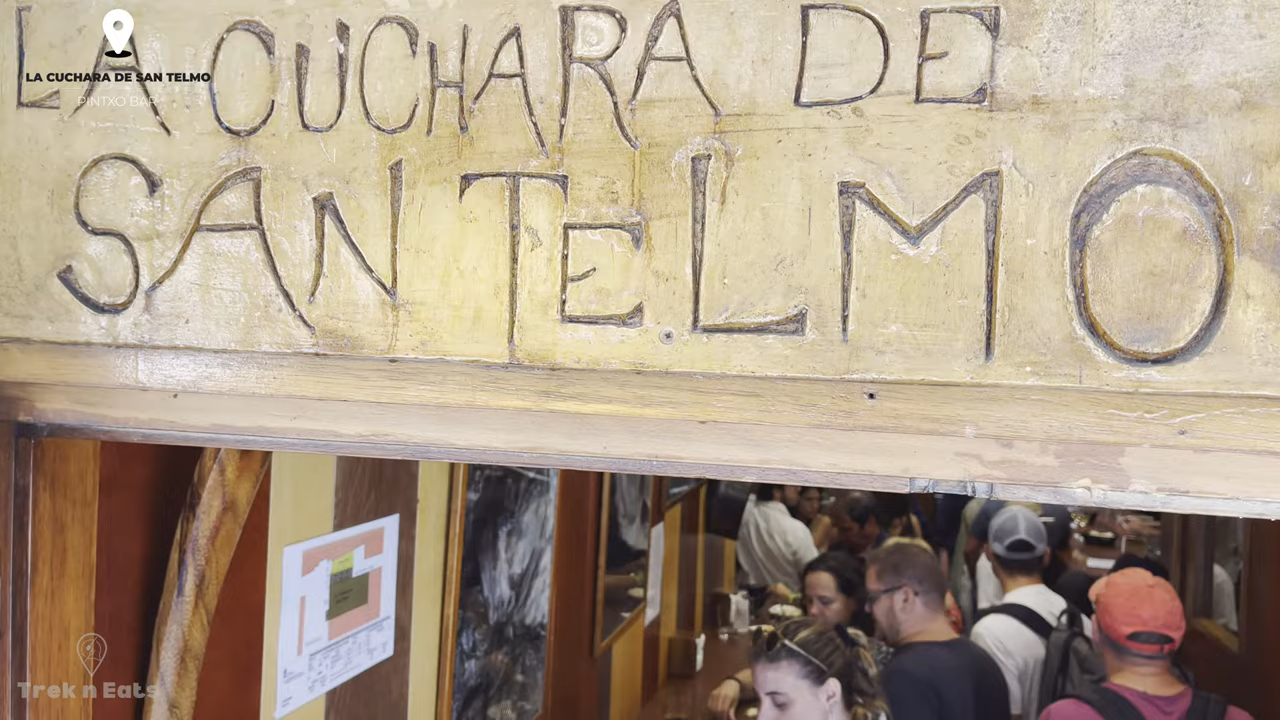 LA CUCHARA DE
SAN TELMO
LA CUCHARA DE SAN TELMO
PINTXO BAR
Trek n Eats